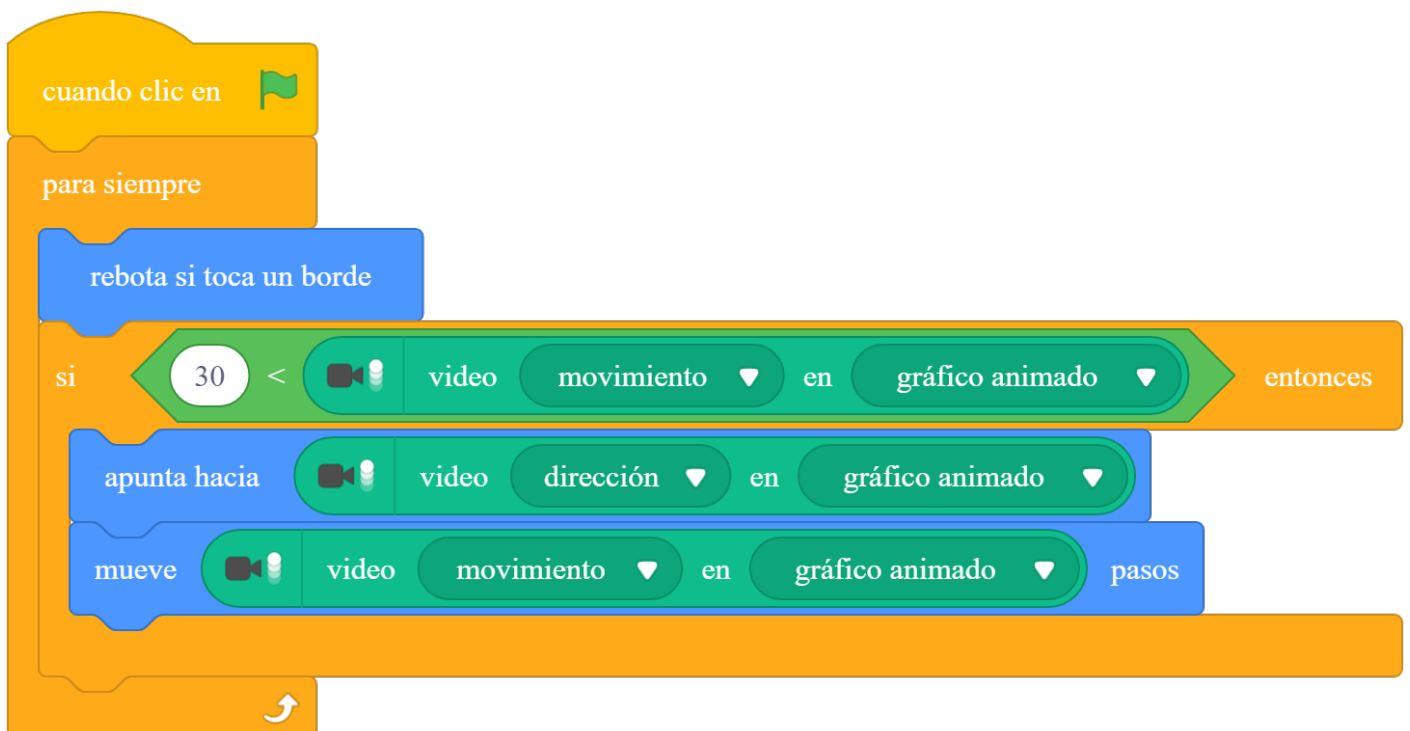 cuando clic en
para siempre
rebota si toca un borde
si 30 < video movimiento en gráfico animado entonces
apunta hacia video dirección en gráfico animado
mueve video movimiento en gráfico animado pasos